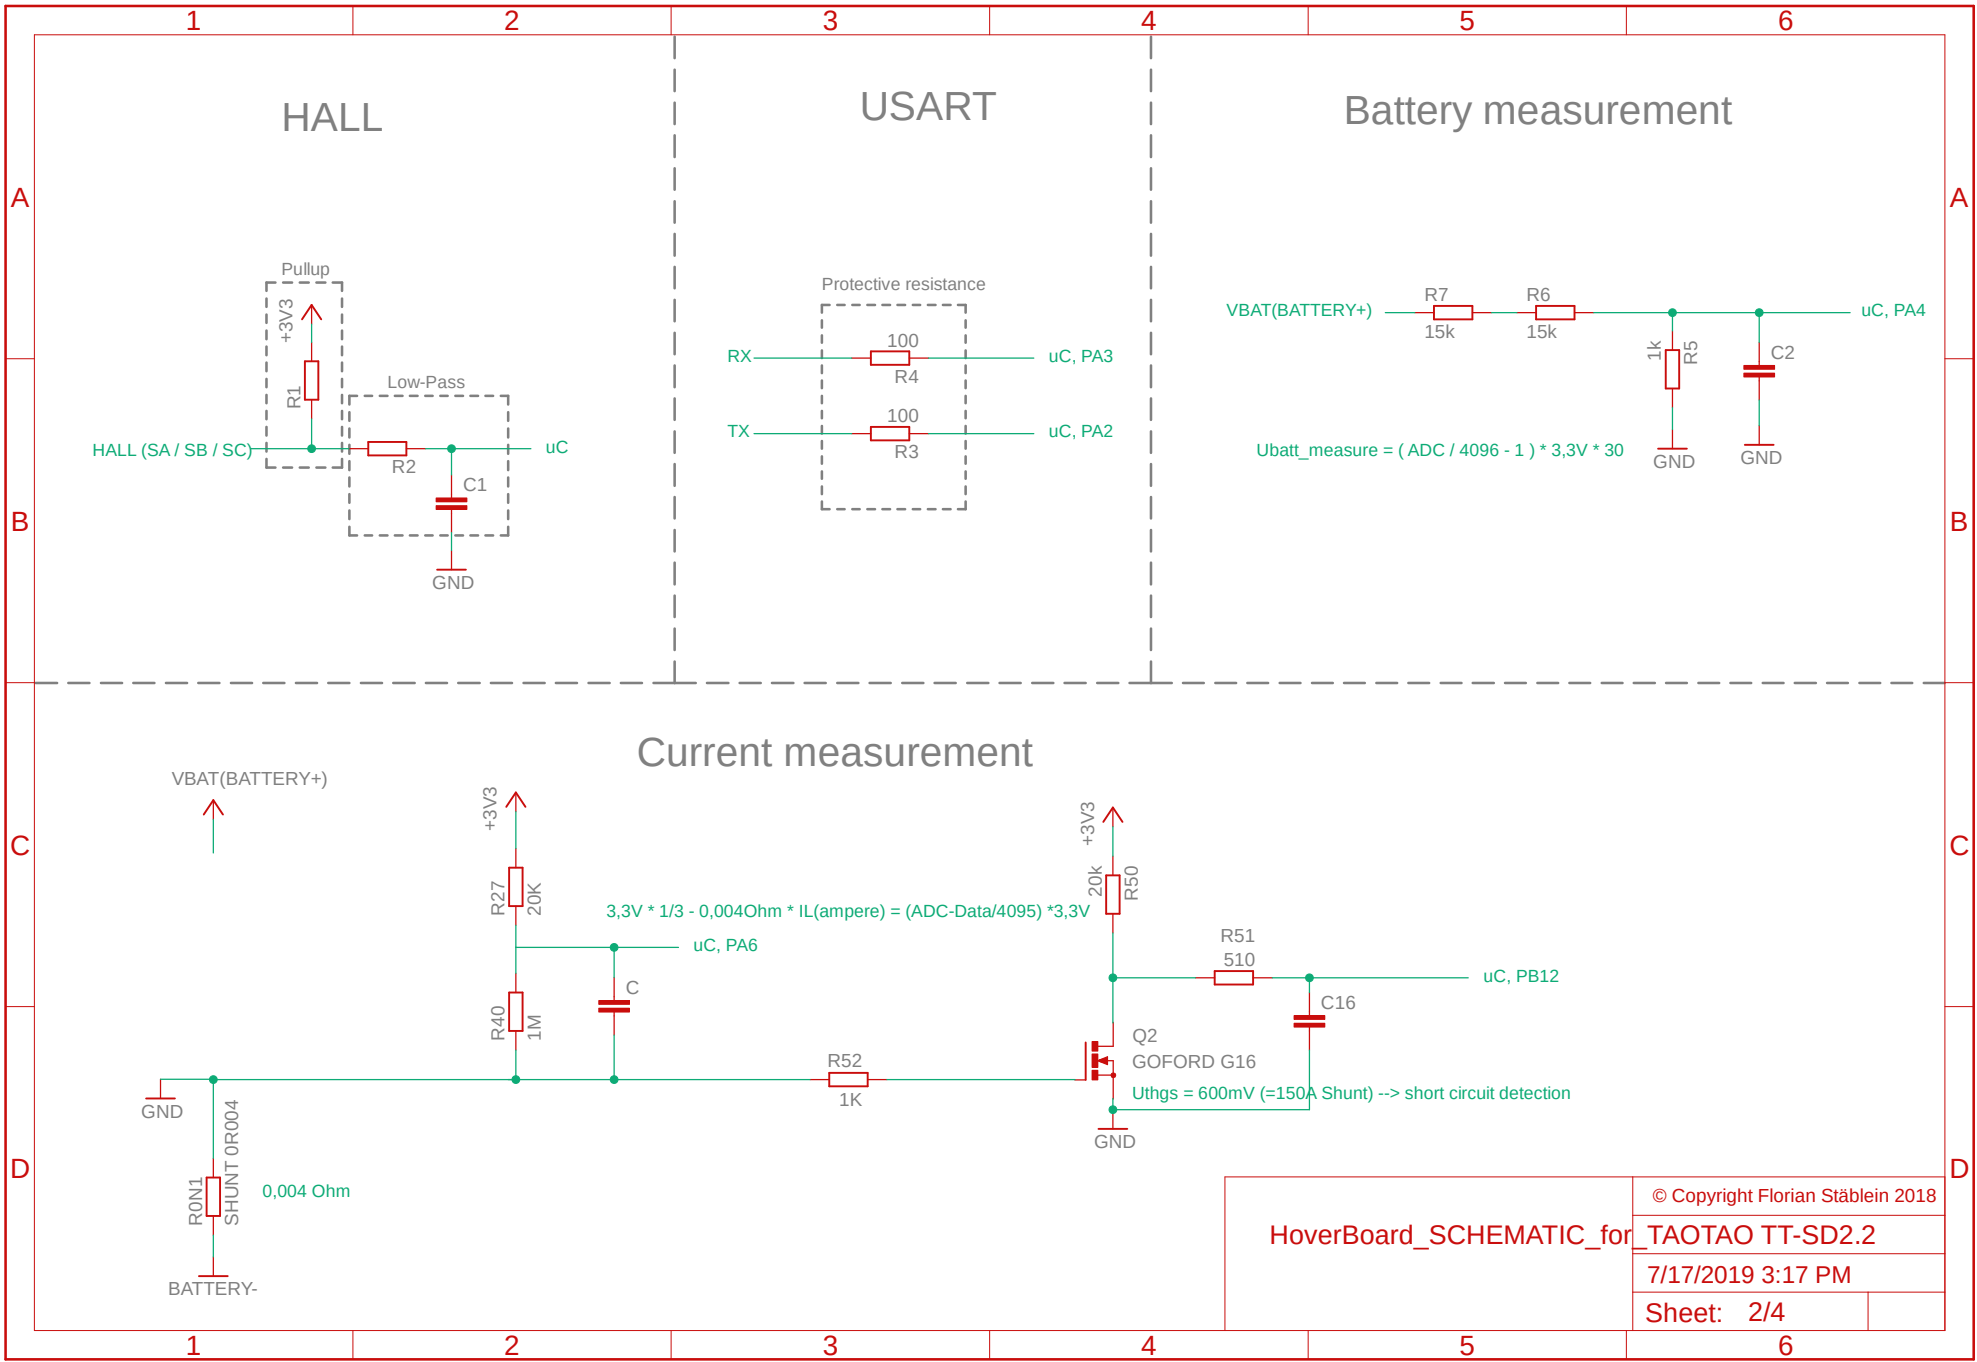 1 2 3 4 5 6
HALL
USART
Battery measurement
A
A
Pullup
+3V3
R1
Low-Pass
HALL (SA / SB / SC)
R2
uC
C1
GND
Protective resistance
RX
100
R4
uC, PA3
TX
100
R3
uC, PA2
VBAT(BATTERY+)
R7
15k
R6
15k
uC, PA4
1k
R5
C2
GND
GND
Ubatt_measure = ( ADC / 4096 - 1 ) * 3,3V * 30
B
B
Current measurement
VBAT(BATTERY+)
+3V3
+3V3
C
C
R27
20K
3,3V * 1/3 - 0,004Ohm * IL(ampere) = (ADC-Data/4095) *3,3V
20k
R50
uC, PA6
R51
510
uC, PB12
R40
1M
C
C16
Q2
GOFORD G16
R52
1K
Uthgs = 600mV (=150A Shunt) --> short circuit detection
GND
GND
D
D
R0N1
SHUNT 0R004
0,004 Ohm
BATTERY-
© Copyright Florian Stäblein 2018
HoverBoard_SCHEMATIC_for_TAOTAO TT-SD2.2
7/17/2019 3:17 PM
Sheet: 2/4
1 2 3 4 5 6